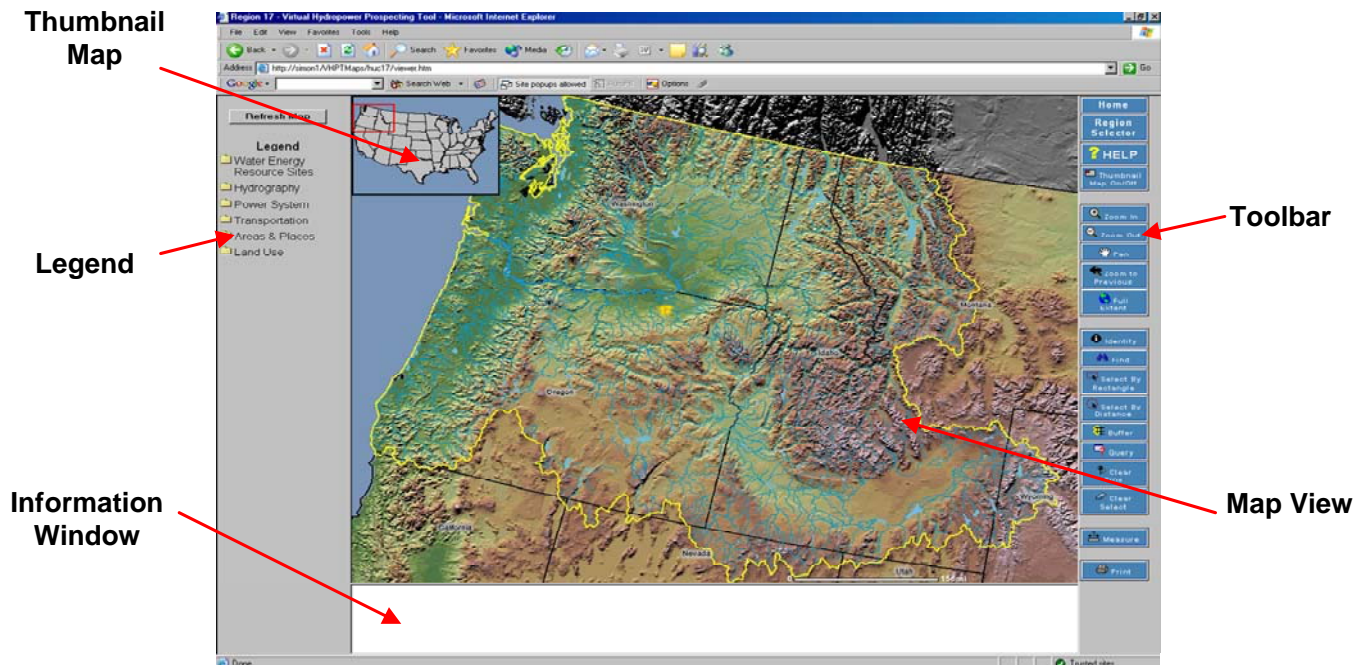 Thumbnail
Map
Legend
Information
Window
Toolbar
Map View
Region 17 - Virtual Hydropower Prospecting Tool - Microsoft Internet Explorer
File Edit View Favorites Tools Help
Back Search Favorites Media
Address http://simon1/VHPTMaps/huc17/viewer.htm Go
Google Search Web Site popups allowed Options
Refresh Map
Legend
Water Energy
Resource Sites
Hydrography
Power System
Transportation
Areas & Places
Land Use
Washington
Montana
Idaho
Oregon
Wyoming
California
Nevada
Utah
0
Home
Region
Selector
? HELP
Thumbnail
Map On/Off
Zoom In
Zoom Out
Pan
Zoom to
Previous
Full
Extent
Identify
Find
Select By
Rectangle
Select By
Distance
Buffer
Query
Clear
Clear
Select
Measure
Print
Done
Trusted sites